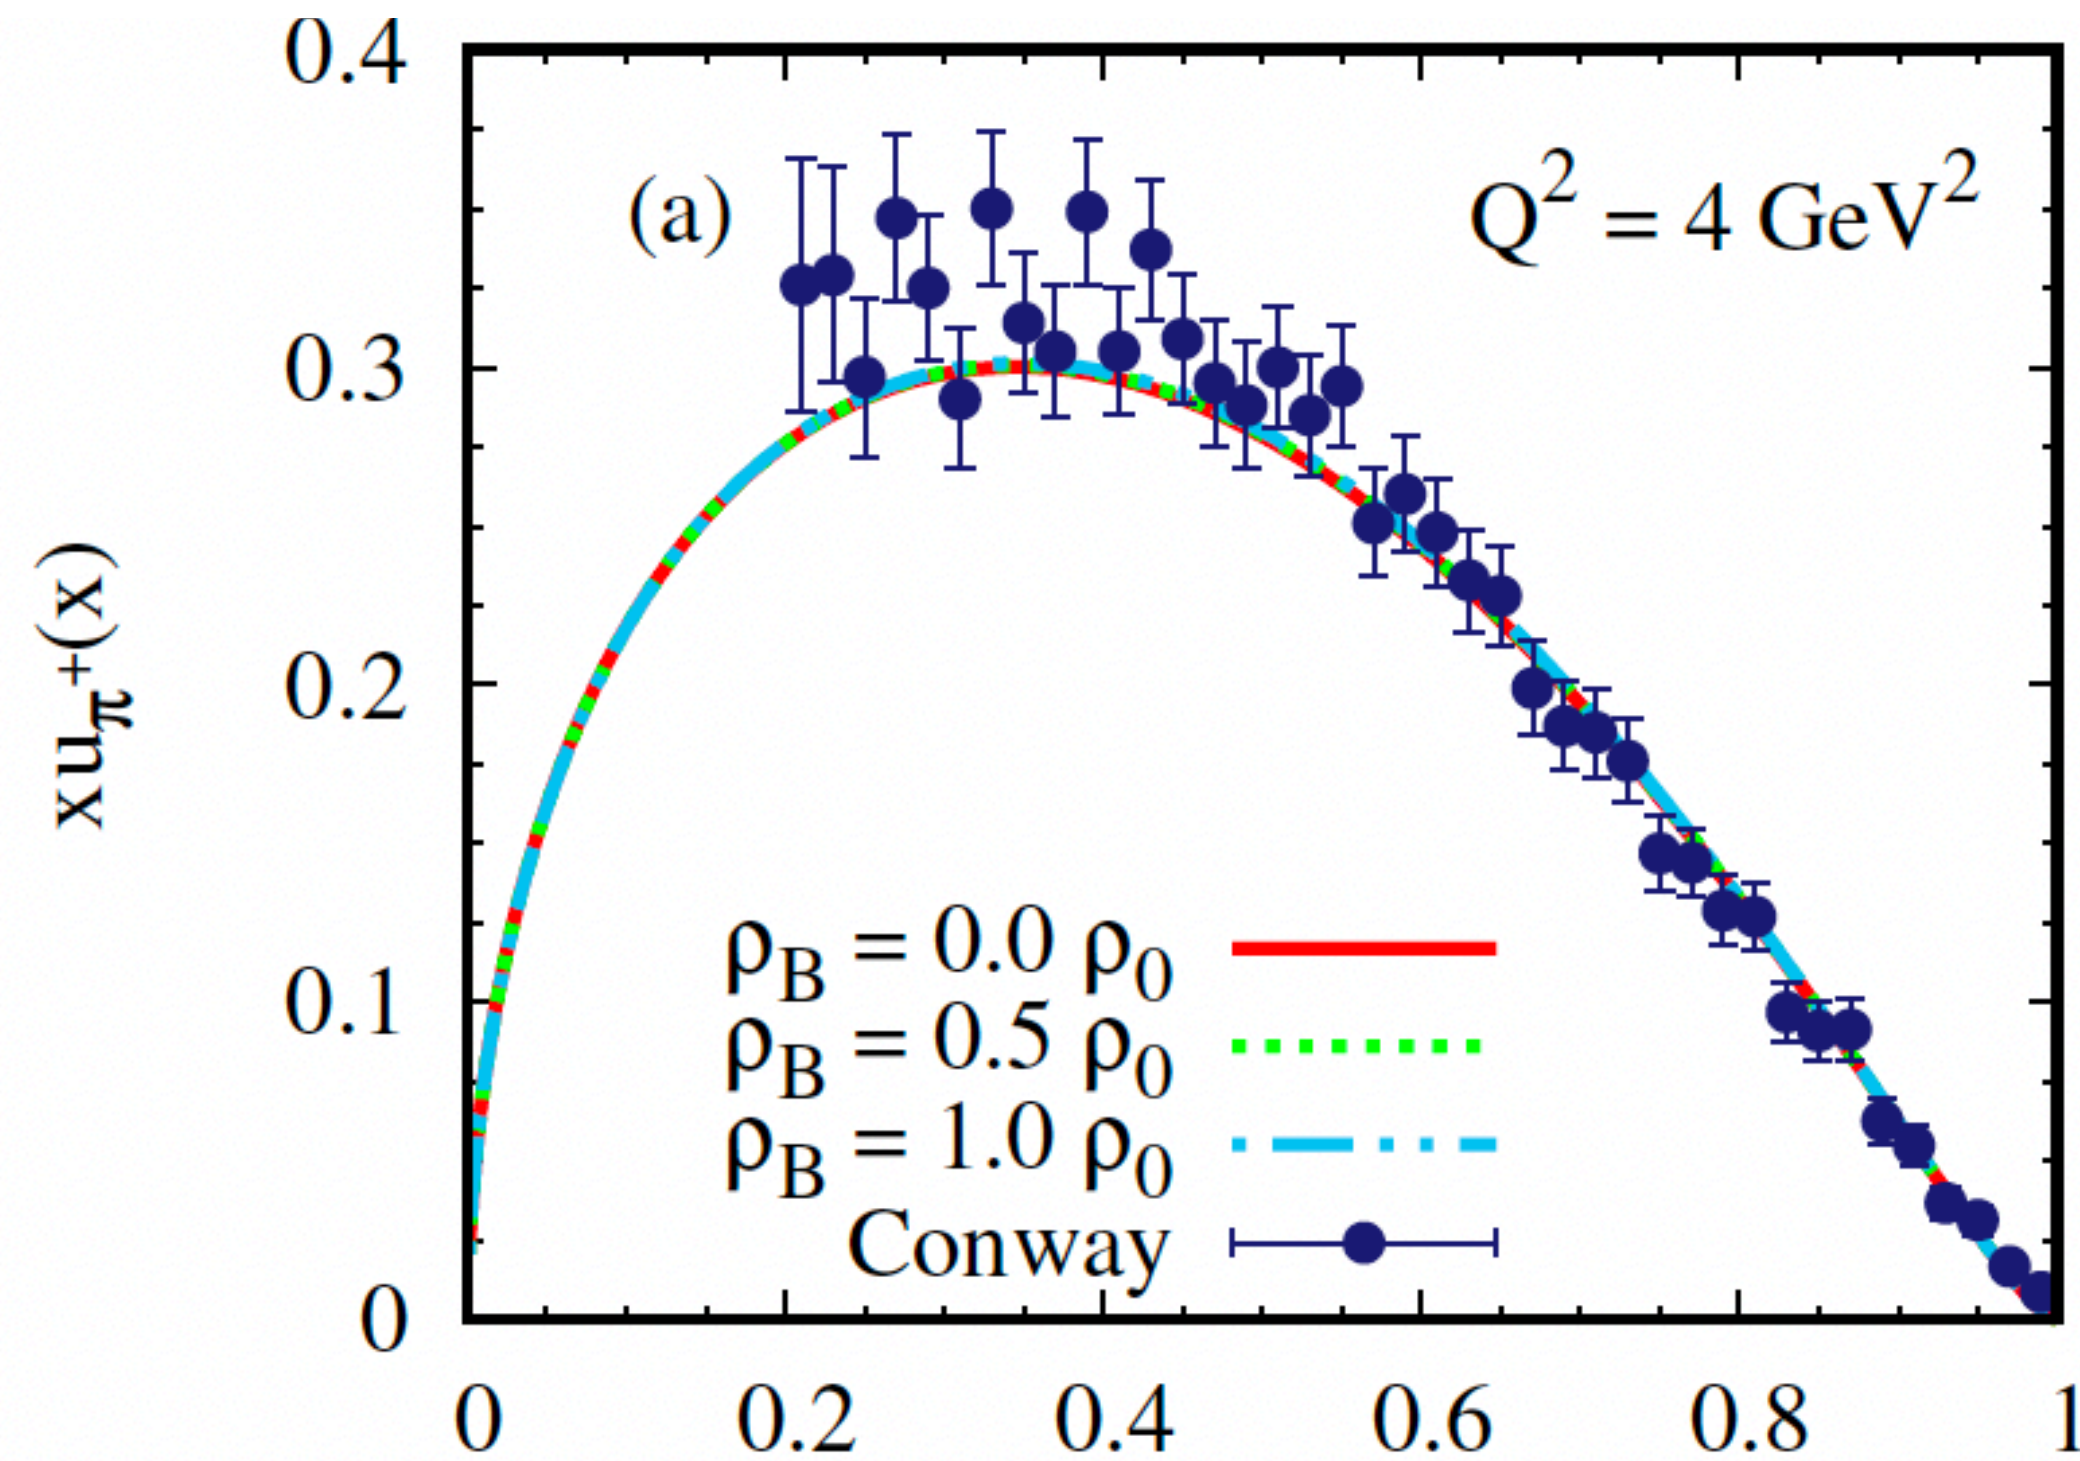 0.4
(a)
Q² = 4 GeV²
0.3
0.2
xuπ⁺(x)
0.1
ρB = 0.0 ρ0
ρB = 0.5 ρ0
ρB = 1.0 ρ0
Conway
0
0 0.2 0.4 0.6 0.8 1